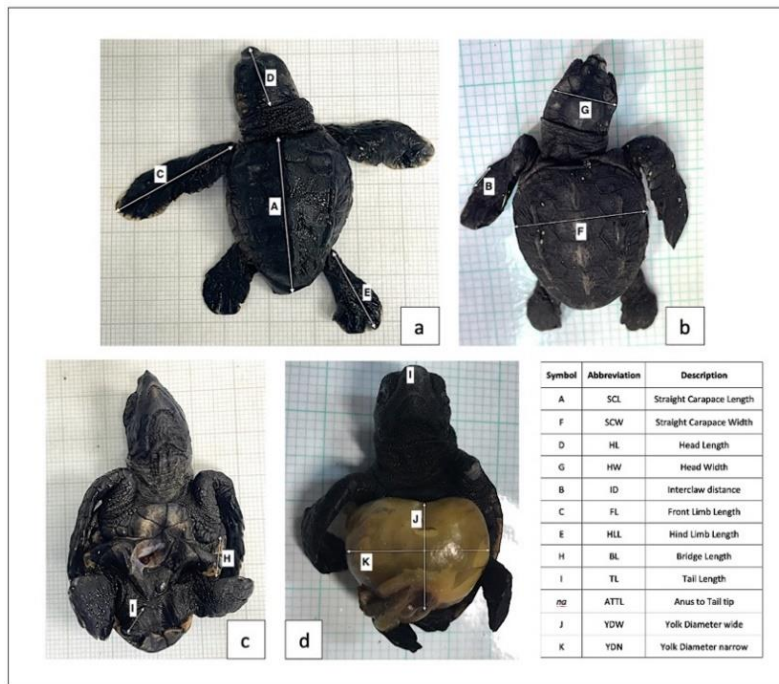 D
C
A
E
a
G
B
F
b
H
I
c
I
J
K
d
Symbol Abbreviation Description
A SCL Straight Carapace Length
F SCW Straight Carapace Width
D HL Head Length
G HW Head Width
B ID Interclaw distance
C FL Front Limb Length
E HLL Hind Limb Length
H BL Bridge Length
I TL Tail Length
na ATTL Anus to Tail tip
J YDW Yolk Diameter wide
K YDN Yolk Diameter narrow